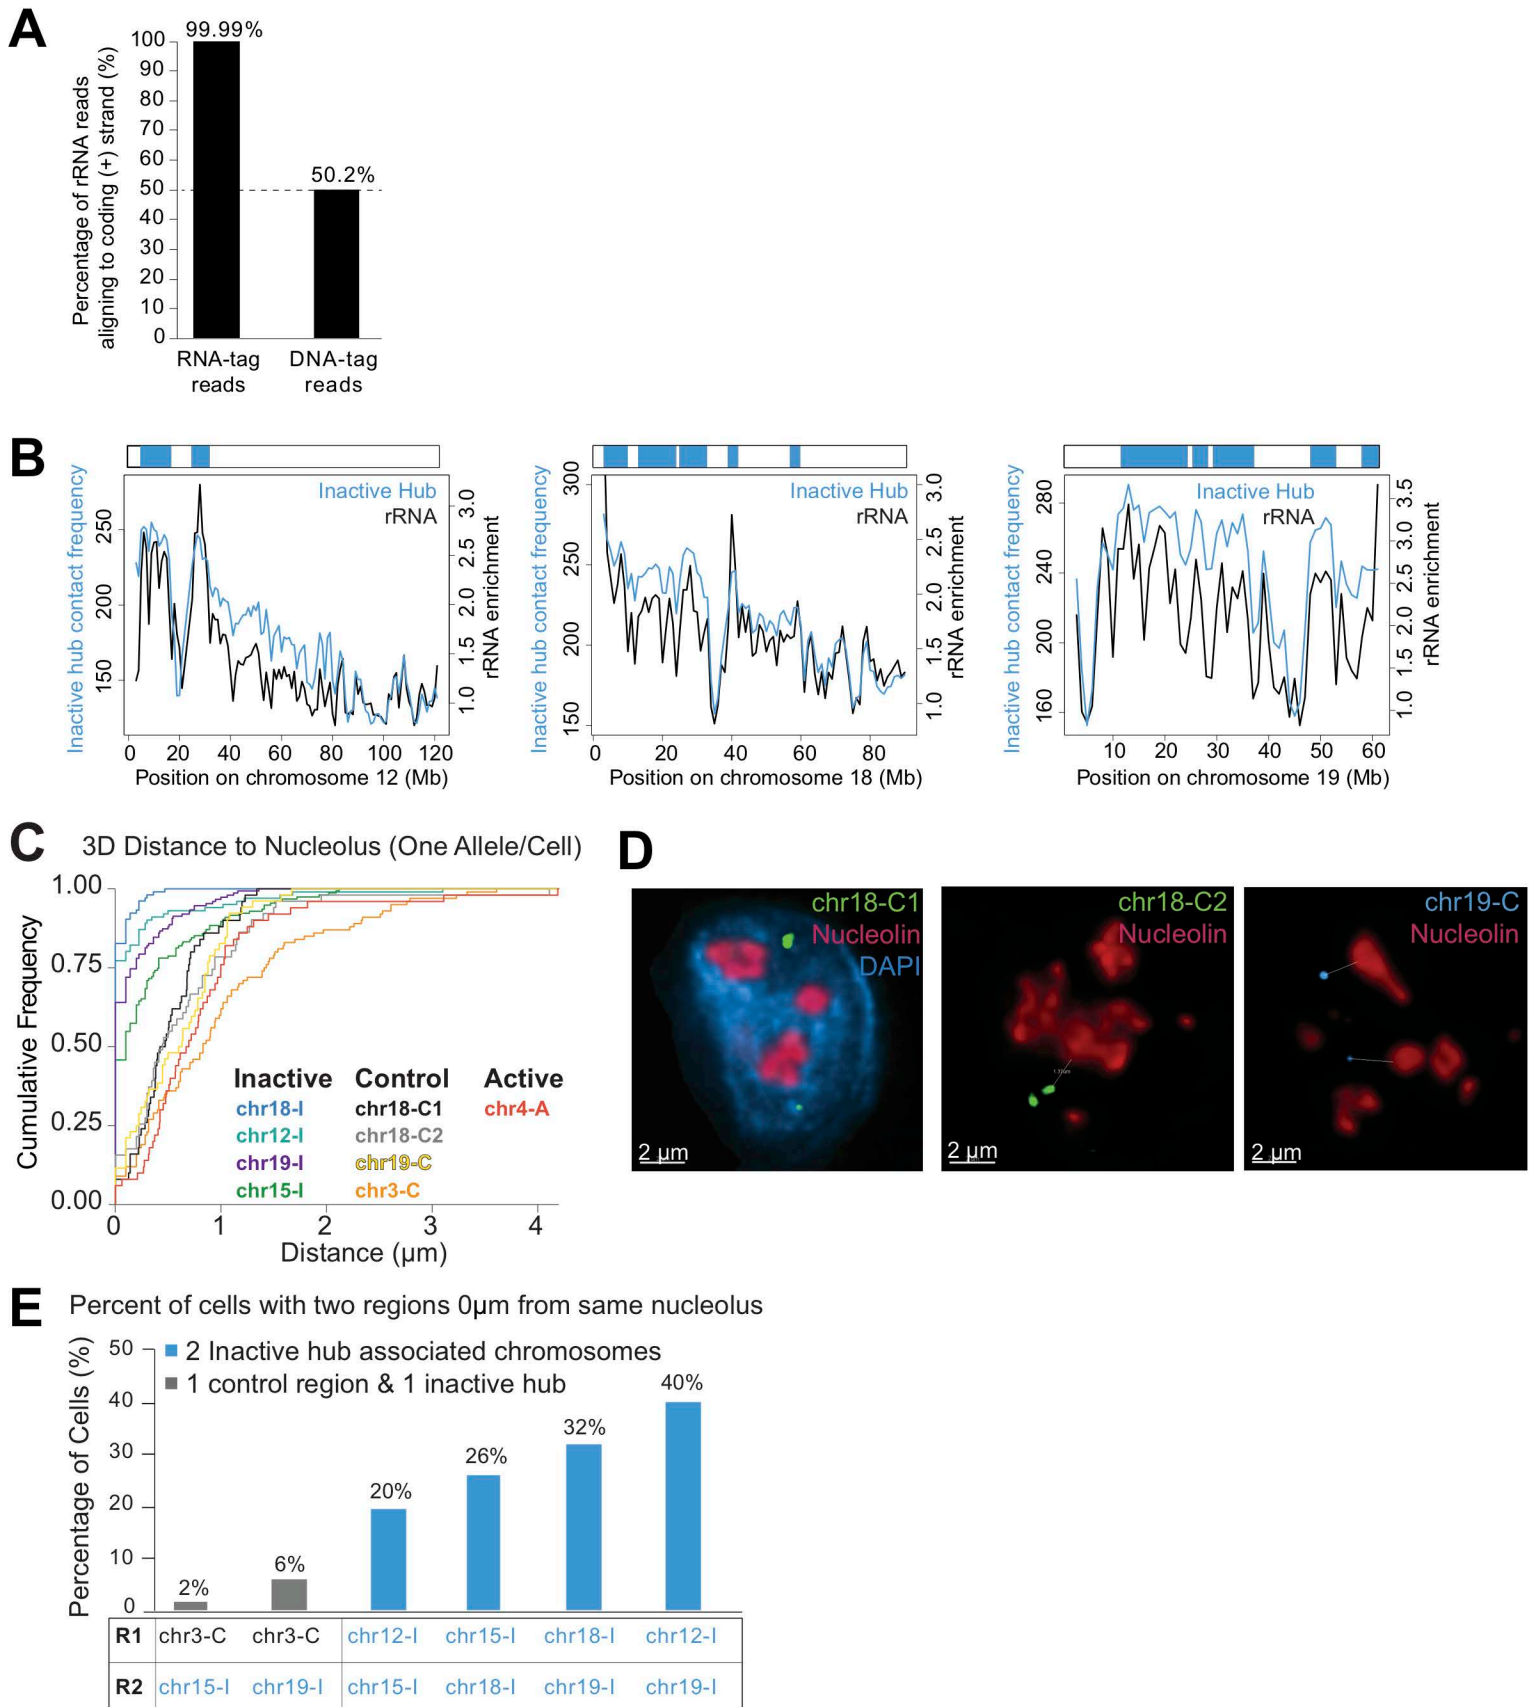 A
Percentage of rRNA reads
aligning to coding (+) strand (%)
100
90
80
70
60
50
40
30
20
10
0
99.99%
50.2%
RNA-tag
reads
DNA-tag
reads
B
Inactive hub contact frequency
250
200
150
Inactive Hub
rRNA
3.0
2.5
2.0
1.5
1.0
rRNA enrichment
0 20 40 60 80 100 120
Position on chromosome 12 (Mb)
Inactive hub contact frequency
300
250
200
150
Inactive Hub
rRNA
3.0
2.5
2.0
1.5
1.0
rRNA enrichment
0 20 40 60 80
Position on chromosome 18 (Mb)
Inactive hub contact frequency
280
240
200
160
Inactive Hub
rRNA
3.5
3.0
2.5
2.0
1.5
1.0
rRNA enrichment
10 20 30 40 50 60
Position on chromosome 19 (Mb)
C
3D Distance to Nucleolus (One Allele/Cell)
Cumulative Frequency
1.00
0.75
0.50
0.25
0.00
Inactive Control Active
chr18-I chr18-C1 chr4-A
chr12-I chr18-C2
chr19-I chr19-C
chr15-I chr3-C
0 1 2 3 4
Distance (µm)
D
chr18-C1
Nucleolin
DAPI
2 µm
chr18-C2
Nucleolin
2 µm
chr19-C
Nucleolin
2 µm
E
Percent of cells with two regions 0µm from same nucleolus
Percentage of Cells (%)
50
40
30
20
10
0
2 Inactive hub associated chromosomes
1 control region & 1 inactive hub
2%
6%
20%
26%
32%
40%
R1 chr3-C chr3-C chr12-I chr15-I chr18-I chr12-I
R2 chr15-I chr19-I chr15-I chr18-I chr19-I chr19-I